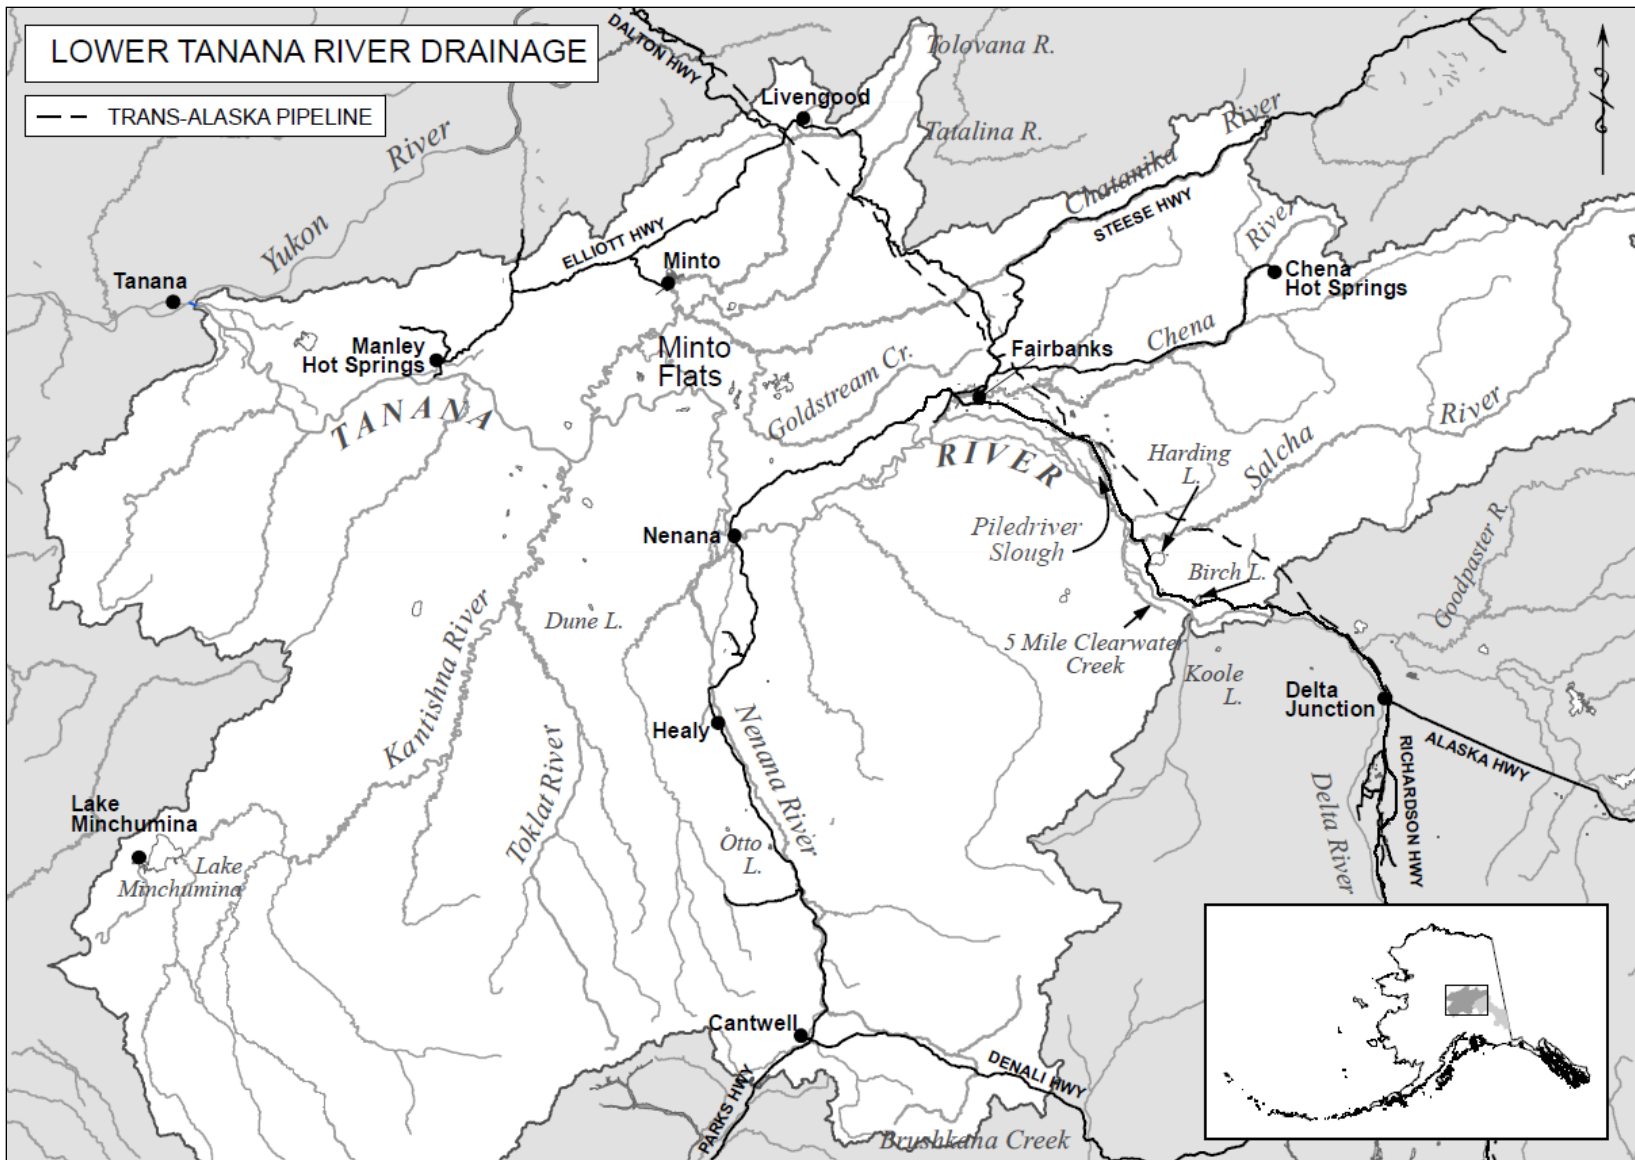 LOWER TANANA RIVER DRAINAGE
TRANS-ALASKA PIPELINE
DALTON HWY
Tolovana R.
Livengood
Tatalina R.
River
Yukon
Chatanika
River
STEESE HWY
ELLIOTT HWY
Minto
River
Chena
Hot Springs
Tanana
Manley
Hot Springs
Minto
Flats
Chena
Fairbanks
Goldstream Cr.
TANANA
RIVER
Harding
L.
Salcha
River
Piledriver
Slough
Nenana
Birch L.
Goodpaster R.
Dune L.
5 Mile Clearwater
Creek
Koole
L.
Kantishna River
Delta
Junction
Healy
Nenana River
ALASKA HWY
RICHARDSON HWY
Toklat River
Delta River
Lake
Minchumina
Otto
L.
Lake
Minchumina
Cantwell
DENALI HWY
PARKS HWY
Brushkana Creek